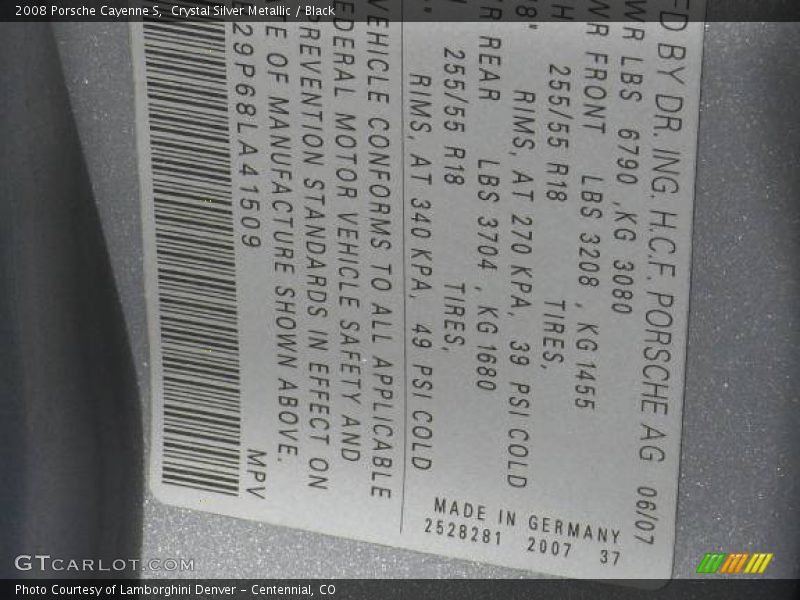 2008 Porsche Cayenne S, Crystal Silver Metallic / Black
FD BY DR. ING. H.C.F. PORSCHE AG 06/07
WR LBS 6790 , KG 3080
WR FRONT LBS 3208 , KG 1455
255/55 R18 TIRES,
18" RIMS, AT 270 KPA, 39 PSI COLD
REAR LBS 3704 , KG 1680
255/55 R18 TIRES,
RIMS, AT 340 KPA, 49 PSI COLD
VEHICLE CONFORMS TO ALL APPLICABLE
EDERAL MOTOR VEHICLE SAFETY AND
PREVENTION STANDARDS IN EFFECT ON
TE OF MANUFACTURE SHOWN ABOVE.
29P68LA41509 MPV
MADE IN GERMANY
2528281 2007 37
GTCARLOT.COM
Photo Courtesy of Lamborghini Denver - Centennial, CO